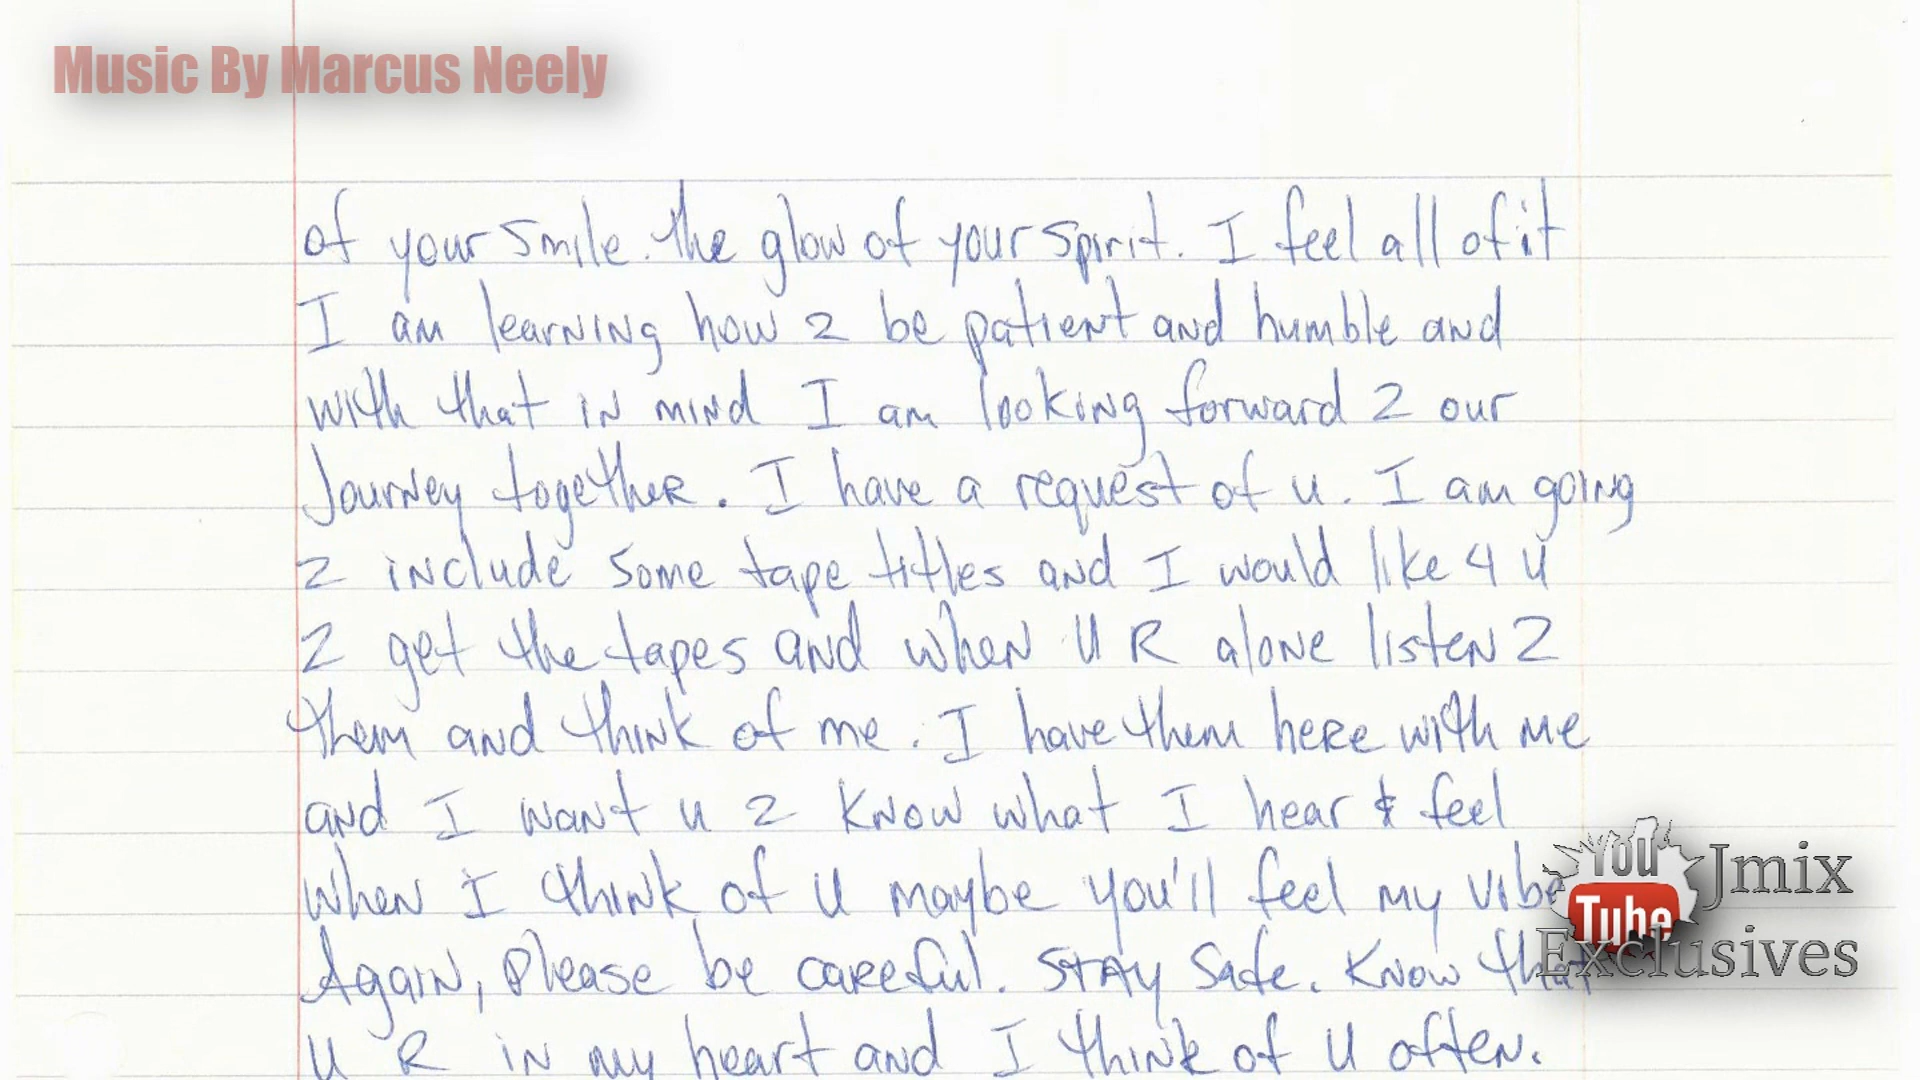 Music By Marcus Neely
of your smile. the glow of your spirit. I feel all of it
I am learning how 2 be patient and humble and
with that in mind I am looking forward 2 our
Journey together. I have a request of u. I am going
2 include some tape titles and I would like 4 U
2 get the tapes and when U R alone listen 2
them and think of me. I have them here with me
and I want u 2 know what I hear & feel
when I think of U maybe you'll feel my vibe
Again, please be careful. STAY Safe. Know that
U R in my heart and I think of U often.
You
Tube
Jmix
Exclusives